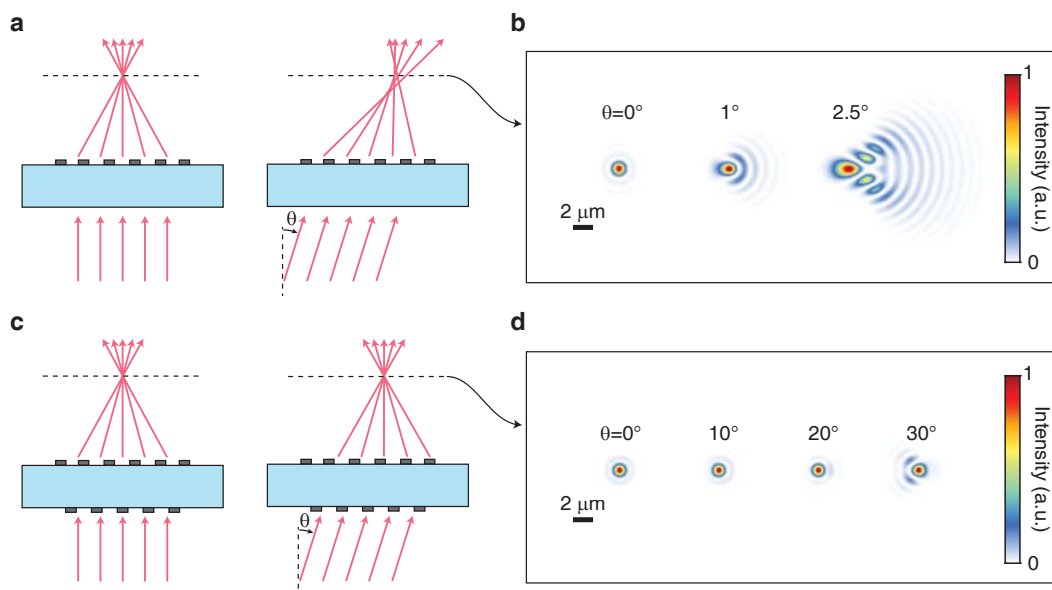 a
θ
b
θ=0°
1°
2.5°
2 μm
1
0
Intensity (a.u.)
c
θ
d
θ=0°
10°
20°
30°
2 μm
1
0
Intensity (a.u.)